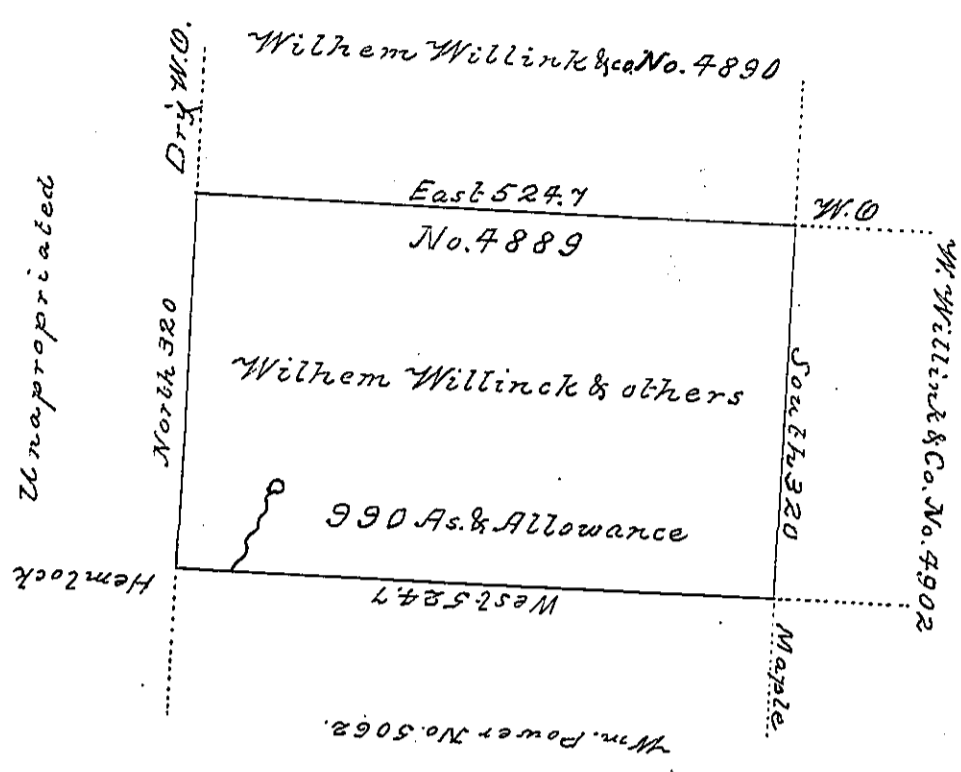 Wilhem Willink &co. No. 4890
Dry W.O.
East 524.7
W.O
No. 4889
Unapropriated
North 320
Wilhem Willinck & others
South 320
W. Willink & Co. No. 4902
990 As. & Allowance
Hemlock
West 524.7
Maple
Wm. Power No. 5062.